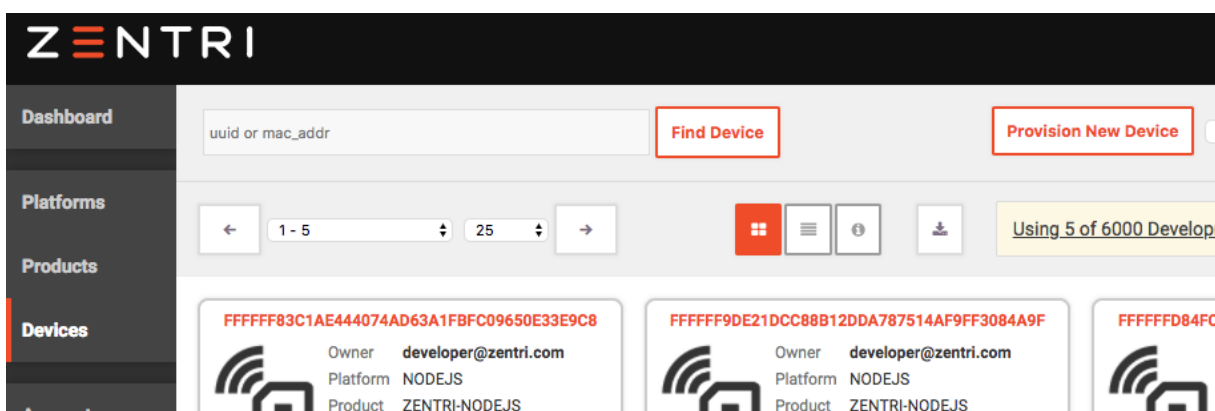 ZENTRI
Dashboard
uuid or mac_addr
Find Device
Provision New Device
Platforms
1 - 5
25
Using 5 of 6000 Develop
Products
Devices
FFFFFF83C1AE444074AD63A1FBFC09650E33E9C8
Owner developer@zentri.com
Platform NODEJS
Product ZENTRI-NODEJS
FFFFFF9DE21DCC88B12DDA787514AF9FF3084A9F
Owner developer@zentri.com
Platform NODEJS
Product ZENTRI-NODEJS
FFFFFFD84FC